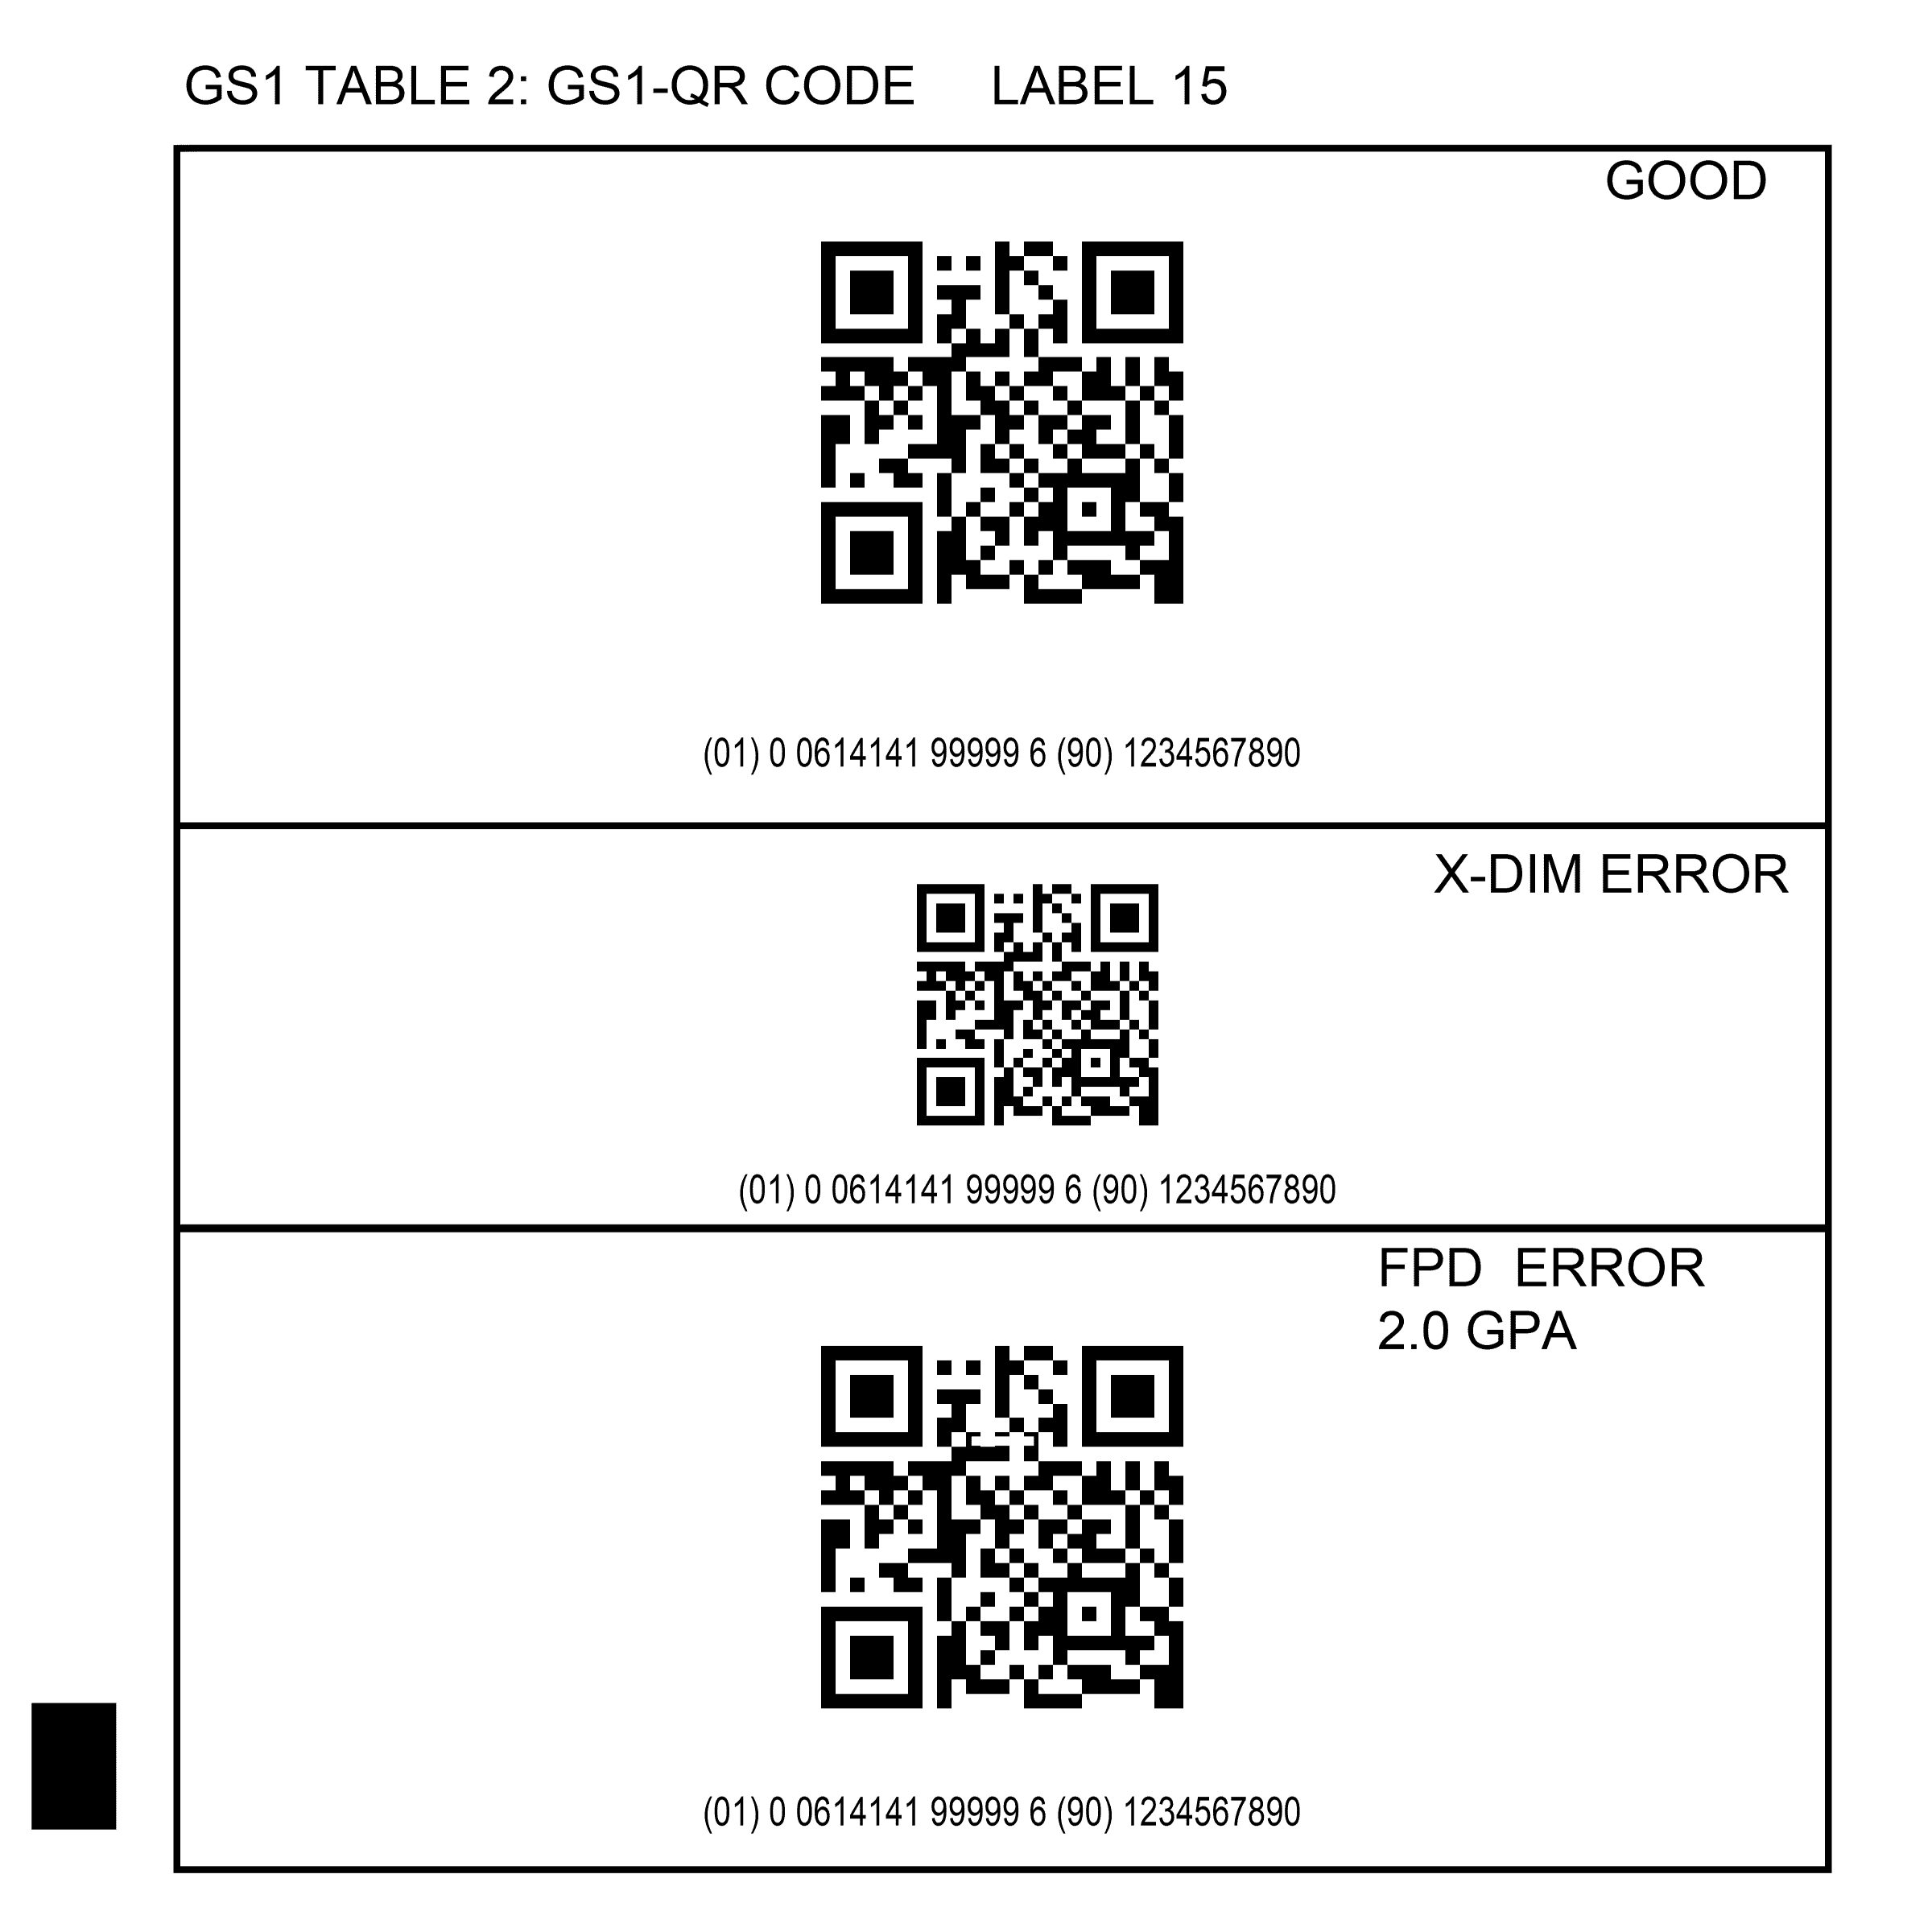 GS1 TABLE 2: GS1-QR CODE LABEL 15
GOOD
(01) 0 0614141 99999 6 (90) 1234567890
X-DIM ERROR
(01) 0 0614141 99999 6 (90) 1234567890
FPD ERROR
2.0 GPA
(01) 0 0614141 99999 6 (90) 1234567890